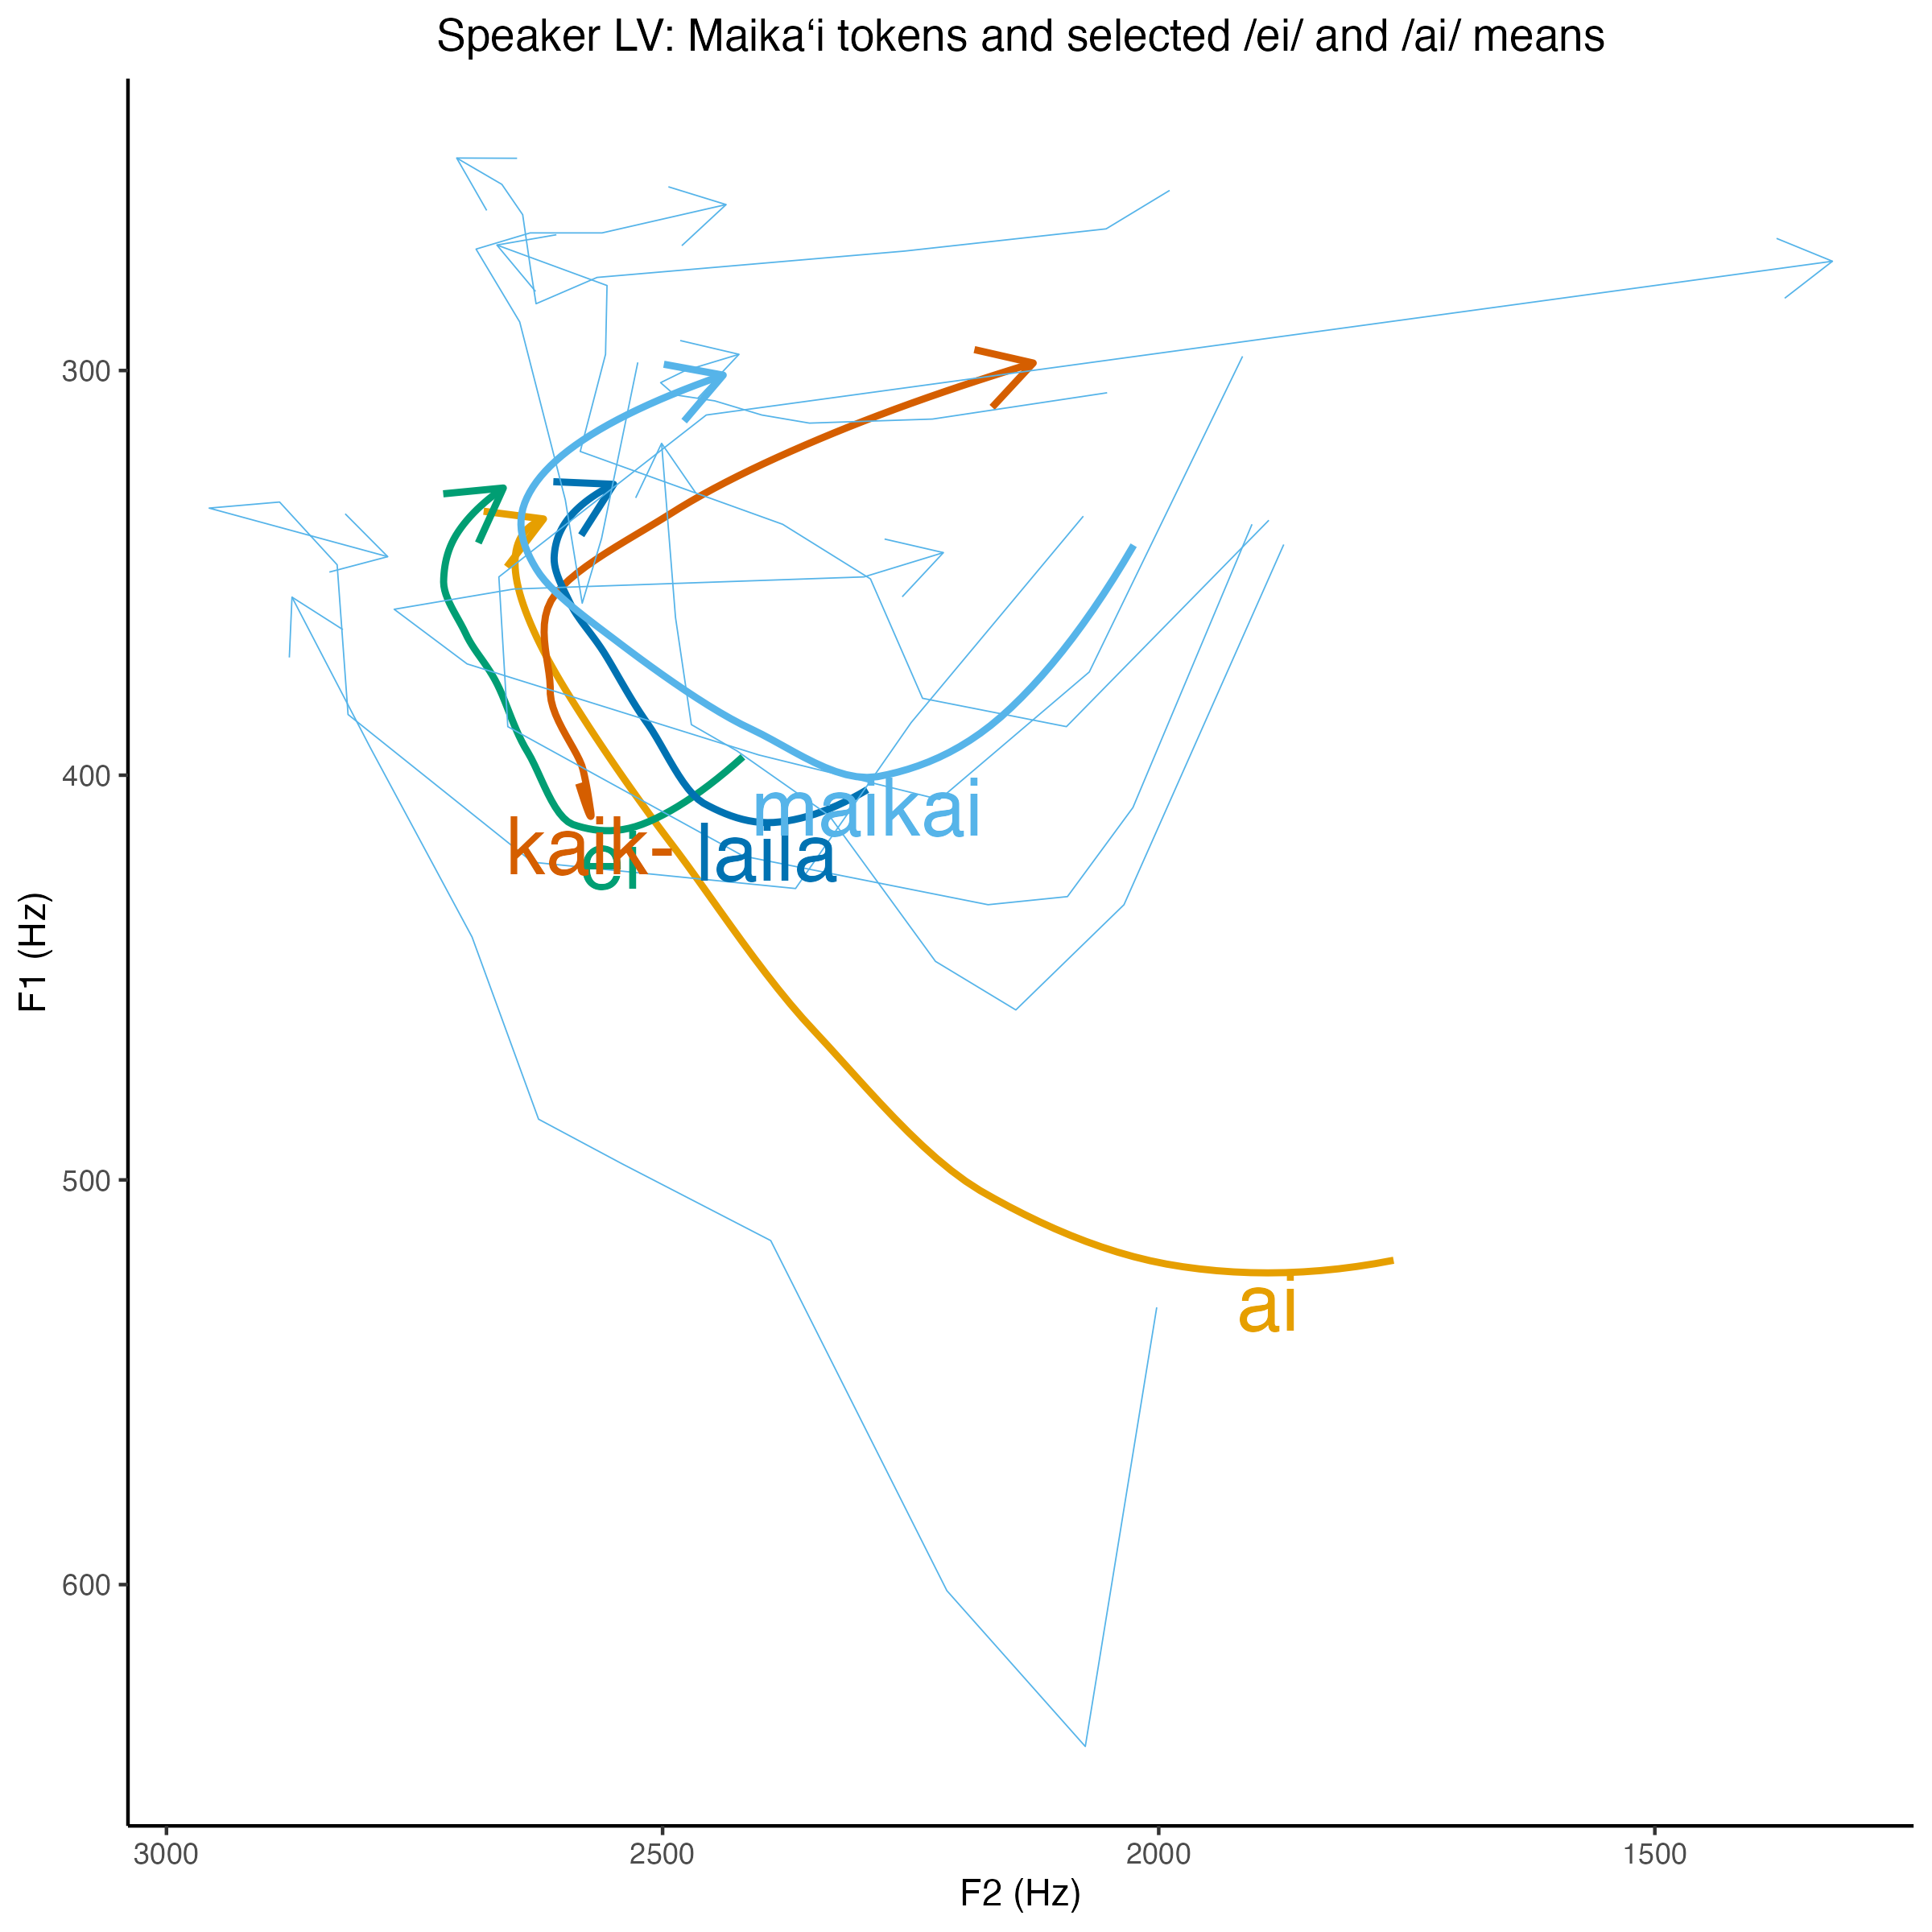 Speaker LV: Maika‘i tokens and selected /ei/ and /ai/ means
F1 (Hz)
300
400
500
600
maikai
kaik-
ei
laila
ai
3000
2500
2000
1500
F2 (Hz)